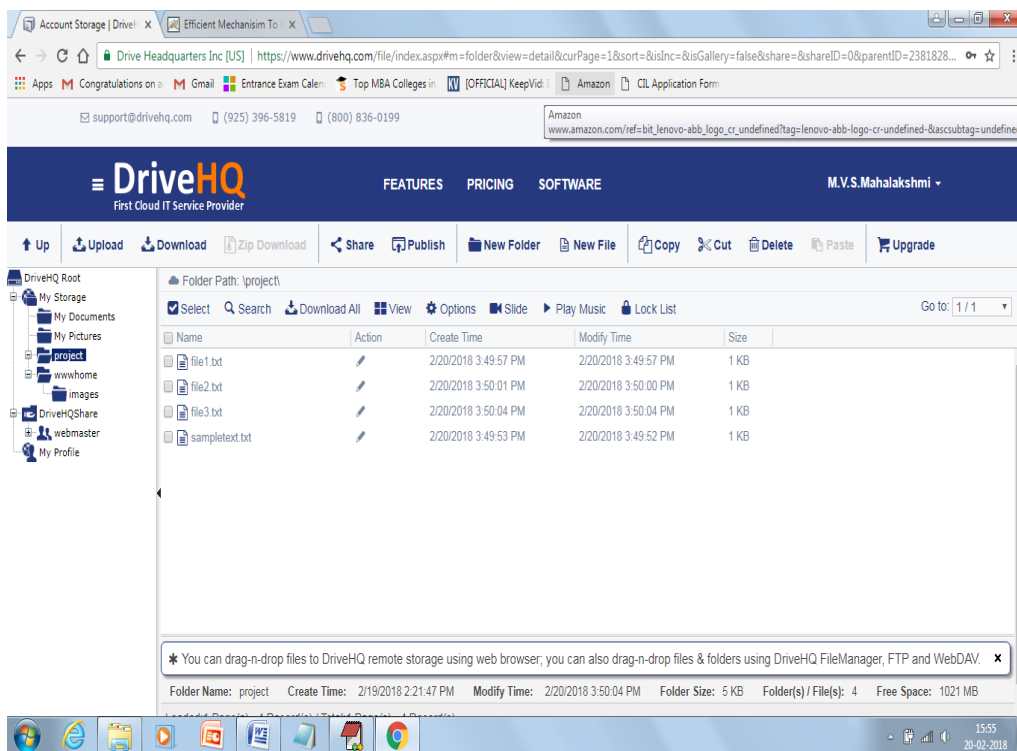 Account Storage | DriveH
Efficient Mechanisim To
Drive Headquarters Inc [US] | https://www.drivehq.com/file/index.aspx#m=folder&view=detail&curPage=1&sort=&isInc=&isGallery=false&share=&shareID=0&parentID=2381828...
Apps Congratulations on a Gmail Entrance Exam Calen Top MBA Colleges in [OFFICIAL] KeepVid: Amazon CIL Application Form
support@drivehq.com (925) 396-5819 (800) 836-0199
Amazon
www.amazon.com/ref=bit_lenovo-abb_logo_cr_undefined?tag=lenovo-abb-logo-cr-undefined-&ascsubtag=undefine
DriveHQ
First Cloud IT Service Provider
FEATURES PRICING SOFTWARE M.V.S.Mahalakshmi
Up Upload Download Zip Download Share Publish New Folder New File Copy Cut Delete Paste Upgrade
DriveHQ Root
My Storage
My Documents
My Pictures
project
wwwhome
images
DriveHQShare
webmaster
My Profile
Folder Path: \project\
Select Search Download All View Options Slide Play Music Lock List Go to: 1 / 1
Name Action Create Time Modify Time Size
file1.txt 2/20/2018 3:49:57 PM 2/20/2018 3:49:57 PM 1 KB
file2.txt 2/20/2018 3:50:01 PM 2/20/2018 3:50:00 PM 1 KB
file3.txt 2/20/2018 3:50:04 PM 2/20/2018 3:50:04 PM 1 KB
sampletext.txt 2/20/2018 3:49:53 PM 2/20/2018 3:49:52 PM 1 KB
* You can drag-n-drop files to DriveHQ remote storage using web browser; you can also drag-n-drop files & folders using DriveHQ FileManager, FTP and WebDAV. x
Folder Name: project Create Time: 2/19/2018 2:21:47 PM Modify Time: 2/20/2018 3:50:04 PM Folder Size: 5 KB Folder(s) / File(s): 4 Free Space: 1021 MB
15:55
20-02-2018